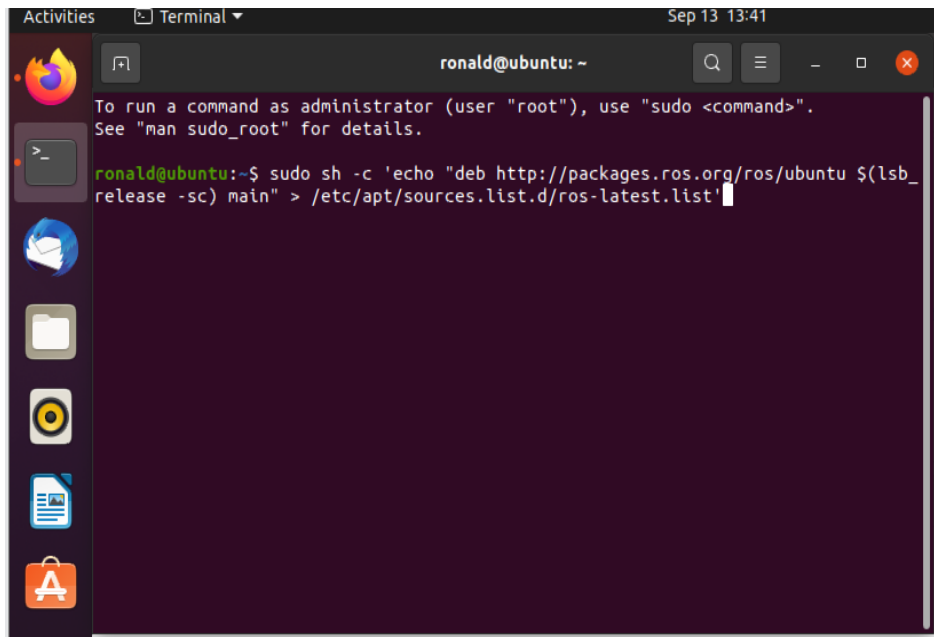 Activities
Terminal
Sep 13 13:41
ronald@ubuntu: ~
To run a command as administrator (user "root"), use "sudo <command>".
See "man sudo_root" for details.
ronald@ubuntu:~$ sudo sh -c 'echo "deb http://packages.ros.org/ros/ubuntu $(lsb_
release -sc) main" > /etc/apt/sources.list.d/ros-latest.list'